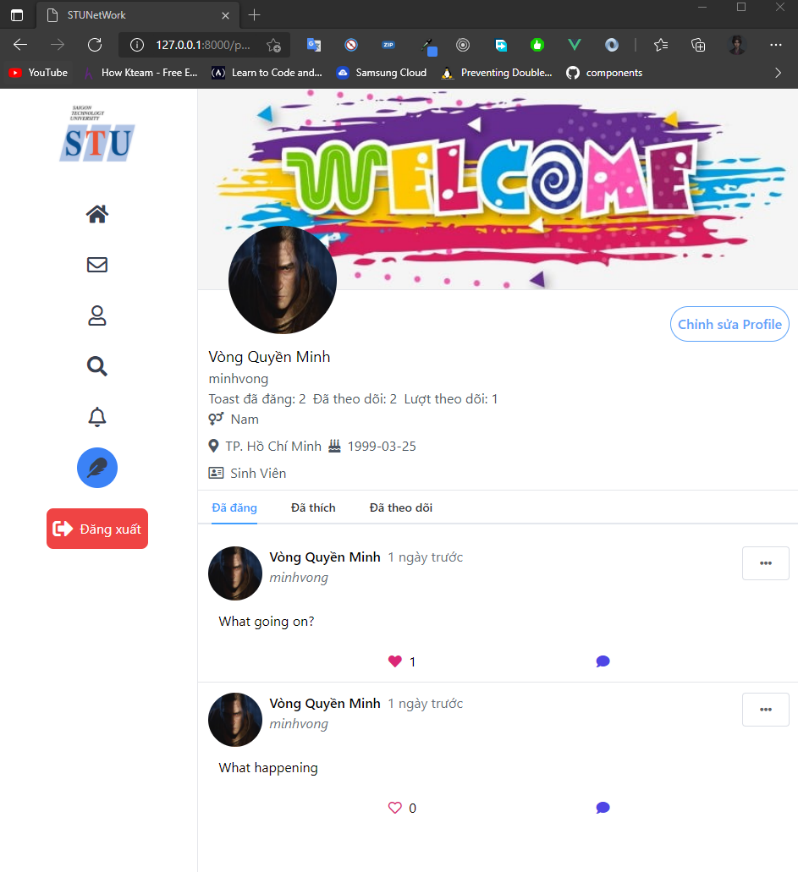 STUNetWork
127.0.0.1:8000/p...
YouTube
How Kteam - Free E...
Learn to Code and...
Samsung Cloud
Preventing Double...
components
SAIGON
TECHNOLOGY
UNIVERSITY
STU
WELCOME
Chỉnh sửa Profile
Vòng Quyền Minh
minhvong
Toast đã đăng: 2 Đã theo dõi: 2 Lượt theo dõi: 1
Nam
TP. Hồ Chí Minh 1999-03-25
Sinh Viên
Đăng xuất
Đã đăng Đã thích Đã theo dõi
Vòng Quyền Minh 1 ngày trước
minhvong
What going on?
1
Vòng Quyền Minh 1 ngày trước
minhvong
What happening
0